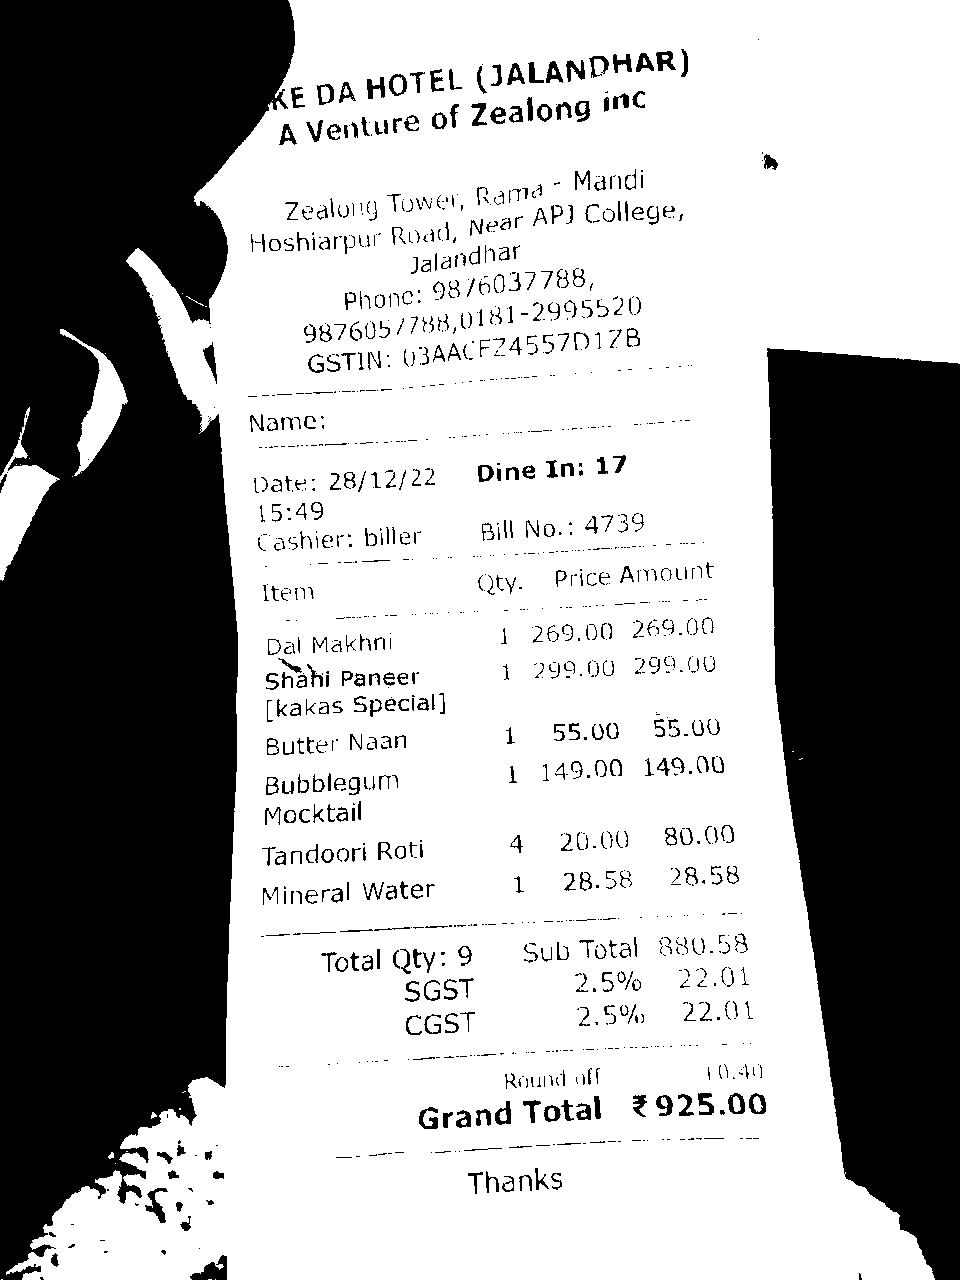 KE DA HOTEL (JALANDHAR)
A Venture of Zealong inc
Zealong Tower, Rama - Mandi
Hoshiarpur Road, Near APJ College,
Jalandhar
Phone: 9876037788,
9876057788,0181-2995520
GSTIN: 03AACFZ4557D1ZB
Name:
Date: 28/12/22 Dine In: 17
15:49
Cashier: biller Bill No.: 4739
Item Qty. Price Amount
Dal Makhni 1 269.00 269.00
Shahi Paneer 1 299.00 299.00
[kakas Special]
Butter Naan 1 55.00 55.00
Bubblegum 1 149.00 149.00
Mocktail
Tandoori Roti 4 20.00 80.00
Mineral Water 1 28.58 28.58
Total Qty: 9 Sub Total 880.58
SGST 2.5% 22.01
CGST 2.5% 22.01
Round off +0.40
Grand Total ₹925.00
Thanks